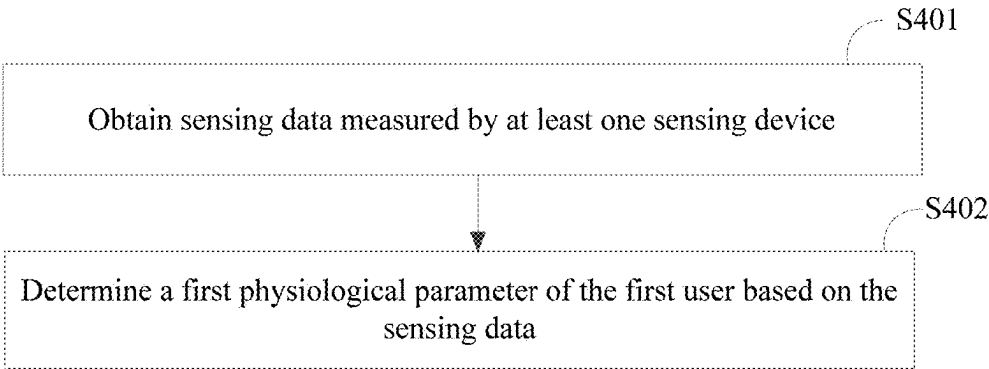 S401
Obtain sensing data measured by at least one sensing device
S402
Determine a first physiological parameter of the first user based on the
sensing data